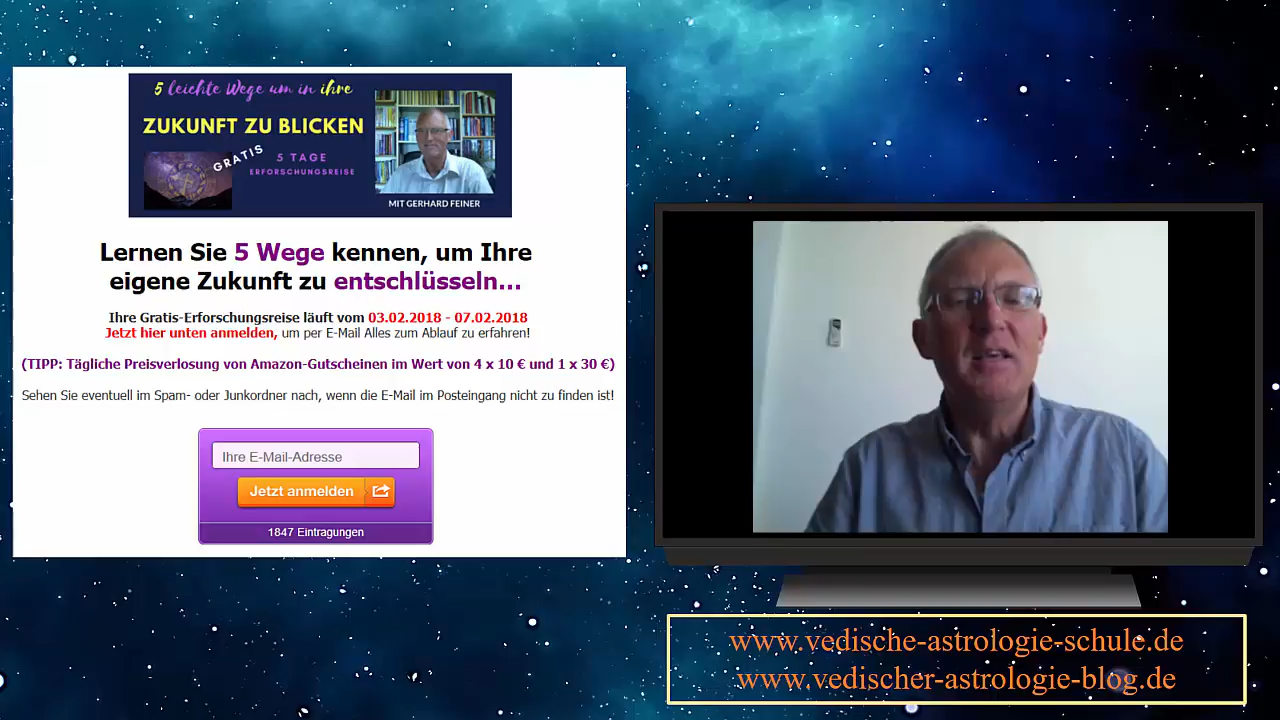 5 leichte Wege um in ihre
ZUKUNFT ZU BLICKEN
GRATIS
5 TAGE
ERFORSCHUNGSREISE
MIT GERHARD FEINER
Lernen Sie 5 Wege kennen, um Ihre
eigene Zukunft zu entschlüsseln...
Ihre Gratis-Erforschungsreise läuft vom 03.02.2018 - 07.02.2018
Jetzt hier unten anmelden, um per E-Mail Alles zum Ablauf zu erfahren!
(TIPP: Tägliche Preisverlosung von Amazon-Gutscheinen im Wert von 4 x 10 € und 1 x 30 €)
Sehen Sie eventuell im Spam- oder Junkordner nach, wenn die E-Mail im Posteingang nicht zu finden ist!
Ihre E-Mail-Adresse
Jetzt anmelden
1847 Eintragungen
www.vedische-astrologie-schule.de
www.vedischer-astrologie-blog.de